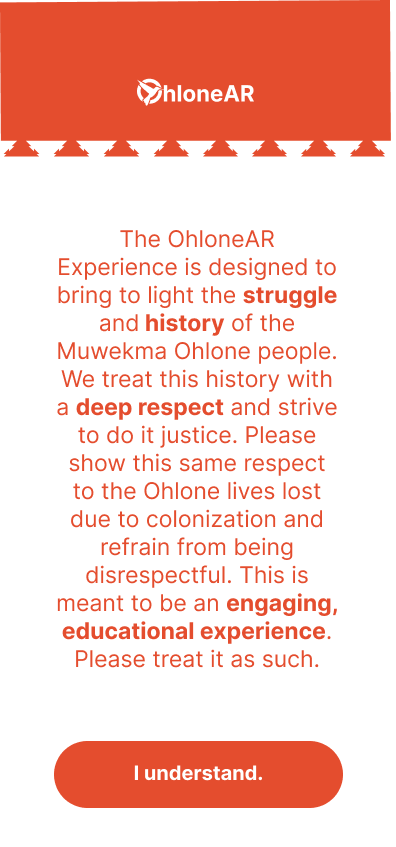 OhloneAR
The OhloneAR
Experience is designed to
bring to light the struggle
and history of the
Muwekma Ohlone people.
We treat this history with
a deep respect and strive
to do it justice. Please
show this same respect
to the Ohlone lives lost
due to colonization and
refrain from being
disrespectful. This is
meant to be an engaging,
educational experience.
Please treat it as such.
I understand.